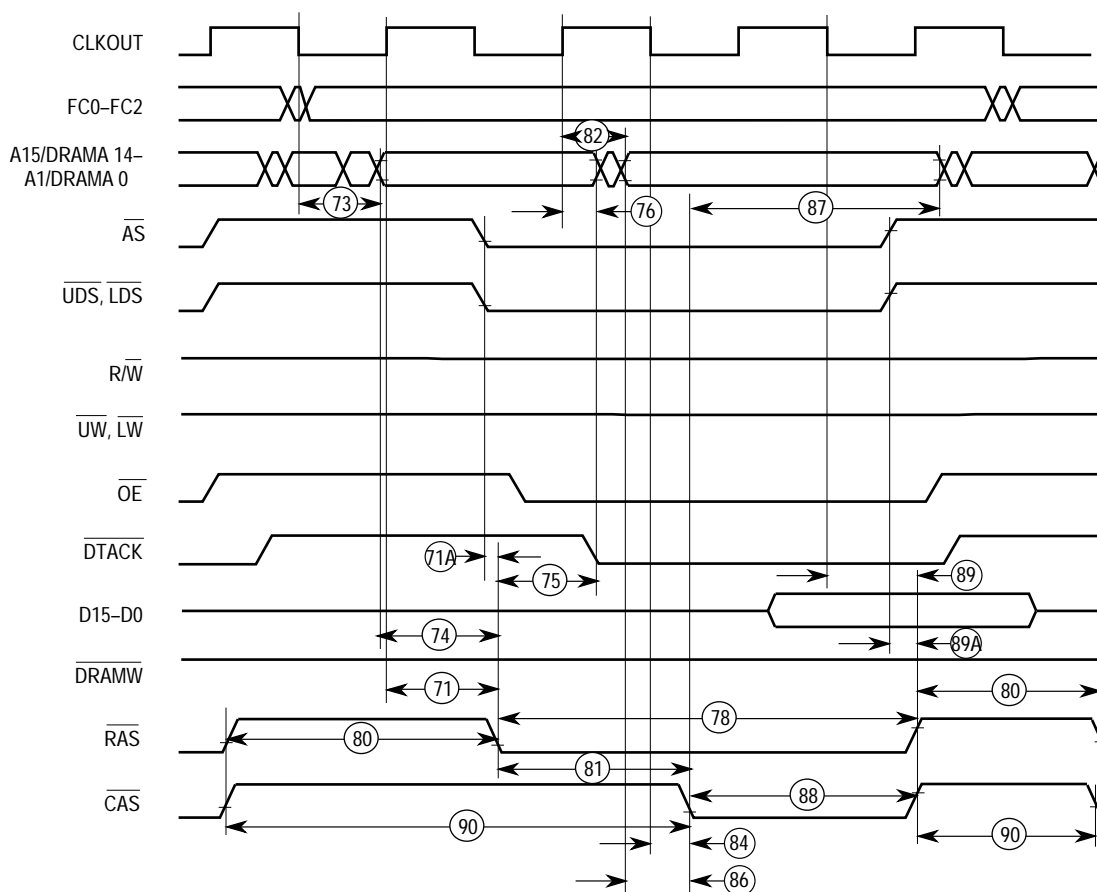 CLKOUT
FC0–FC2
82
A15/DRAMA 14–
A1/DRAMA 0
73
76
87
AS
UDS, LDS
R/W
UW, LW
OE
DTACK
71A
75
89
D15–D0
74
89A
DRAMW
71
80
78
RAS
80
81
CAS
88
90
90
84
86